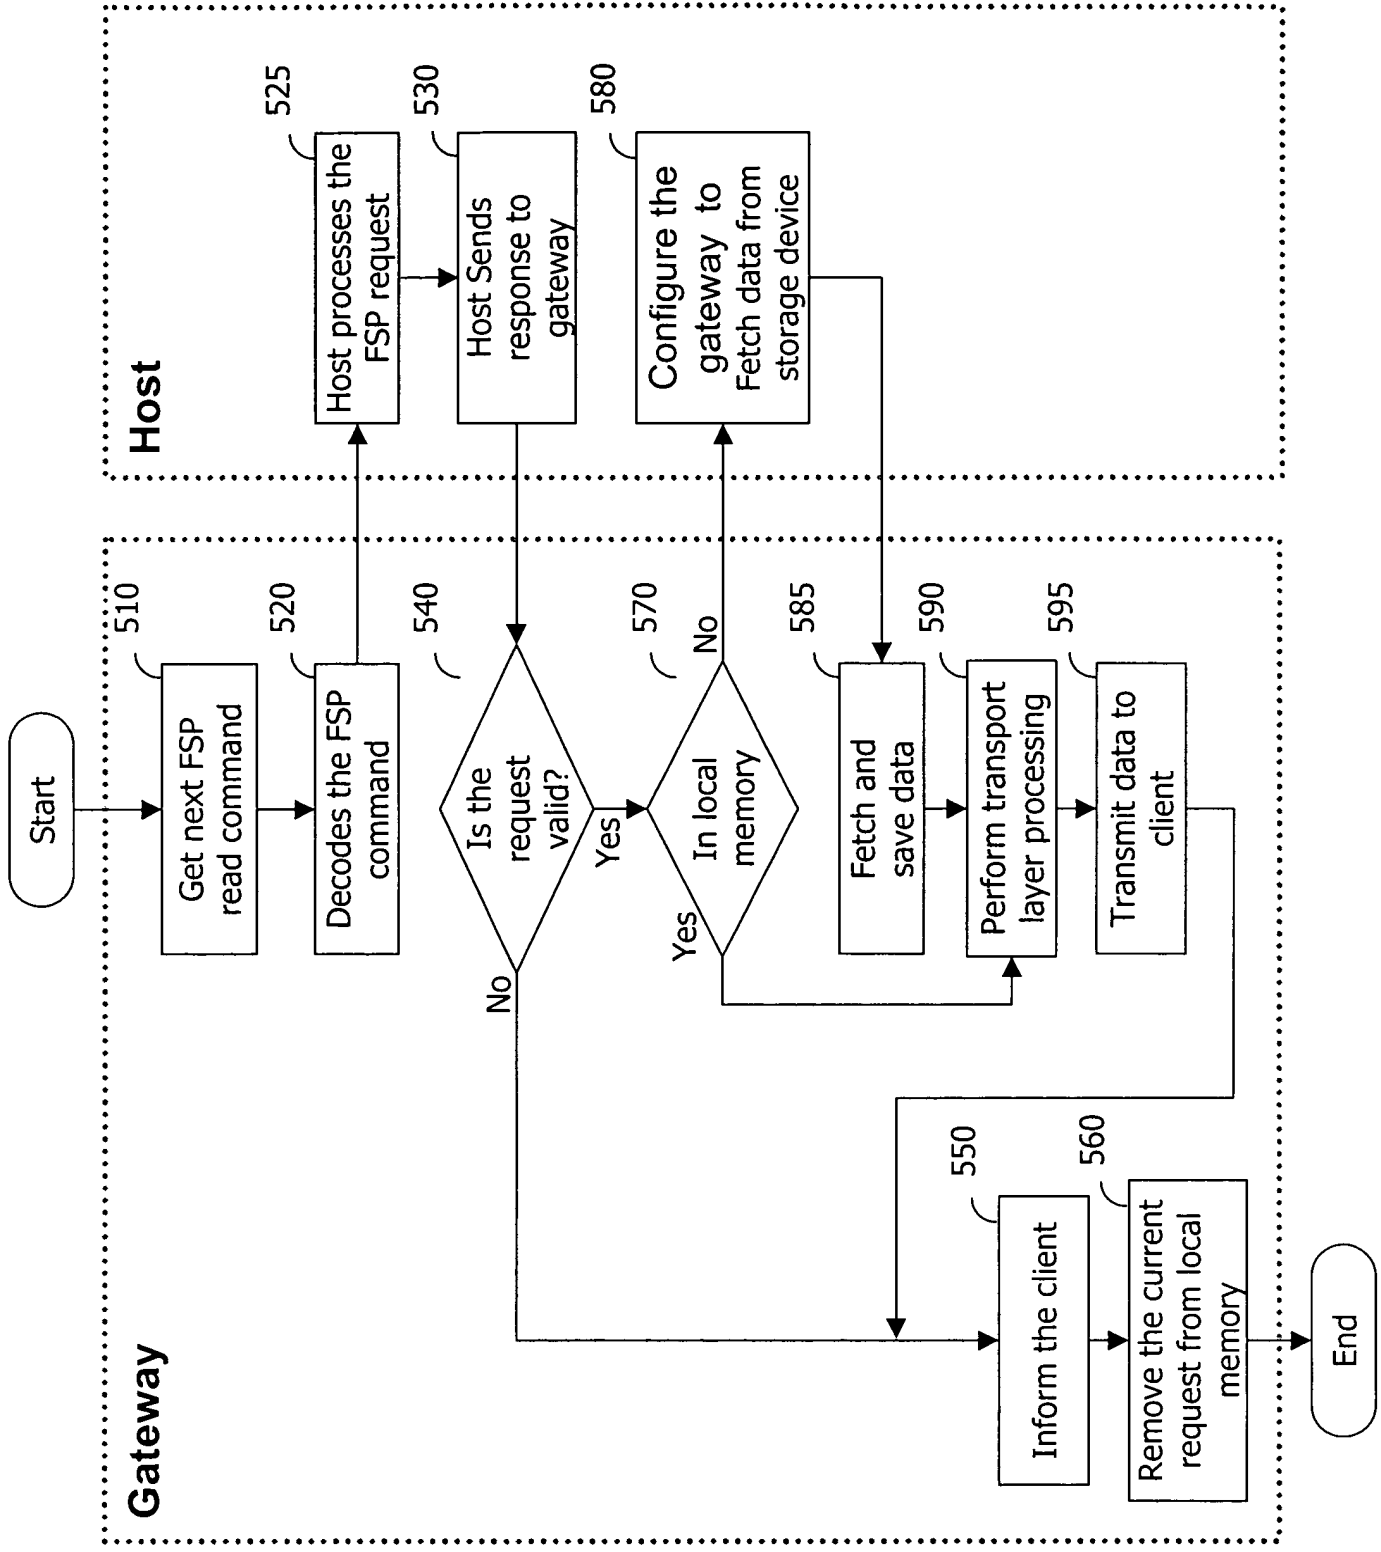 Start
Gateway
Host
510
Get next FSP
read command
520
Decodes the FSP
command
525
Host processes the
FSP request
530
Host Sends
response to
gateway
540
Is the
request
valid?
No
Yes
570
In local
memory
Yes
No
580
Configure the
gateway to
Fetch data from
storage device
585
Fetch and
save data
590
Perform transport
layer processing
595
Transmit data to
client
550
Inform the client
560
Remove the current
request from local
memory
End